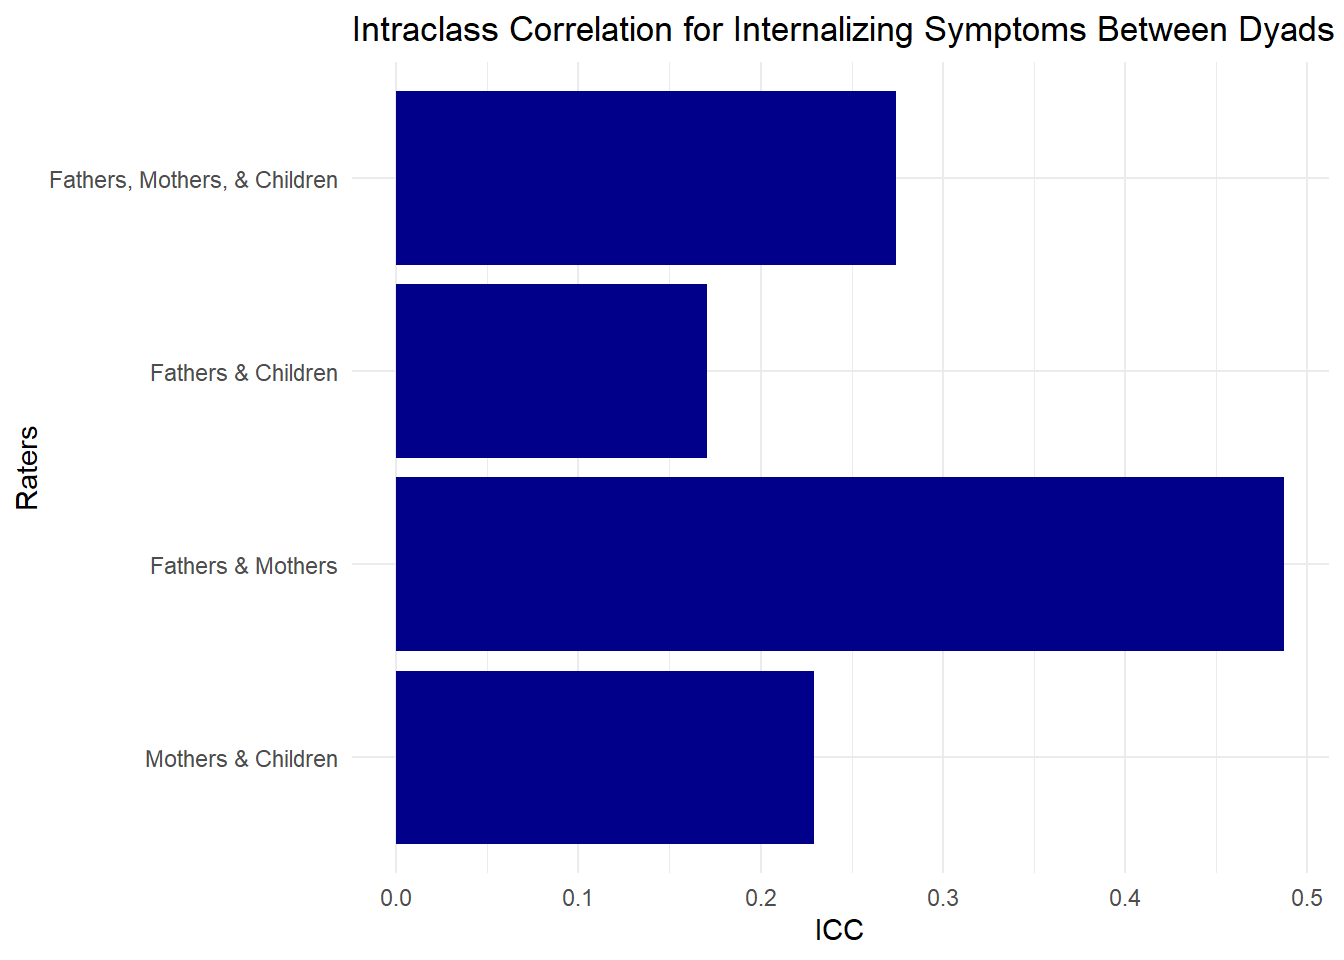 Intraclass Correlation for Internalizing Symptoms Between Dyads
Fathers, Mothers, & Children
Fathers & Children
Fathers & Mothers
Mothers & Children
Raters
0.0 0.1 0.2 0.3 0.4 0.5
ICC